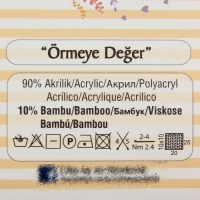 “Örmeye Değer”
90% Akrilik/Acrylic/Акрил/Polyacryl
Acrílico/Acrylique/Acrilico
10% Bambu/Bamboo/Бамбук/Viskose
Bambú/Bambou
2-4
Nm 2.4
10x10
25
20